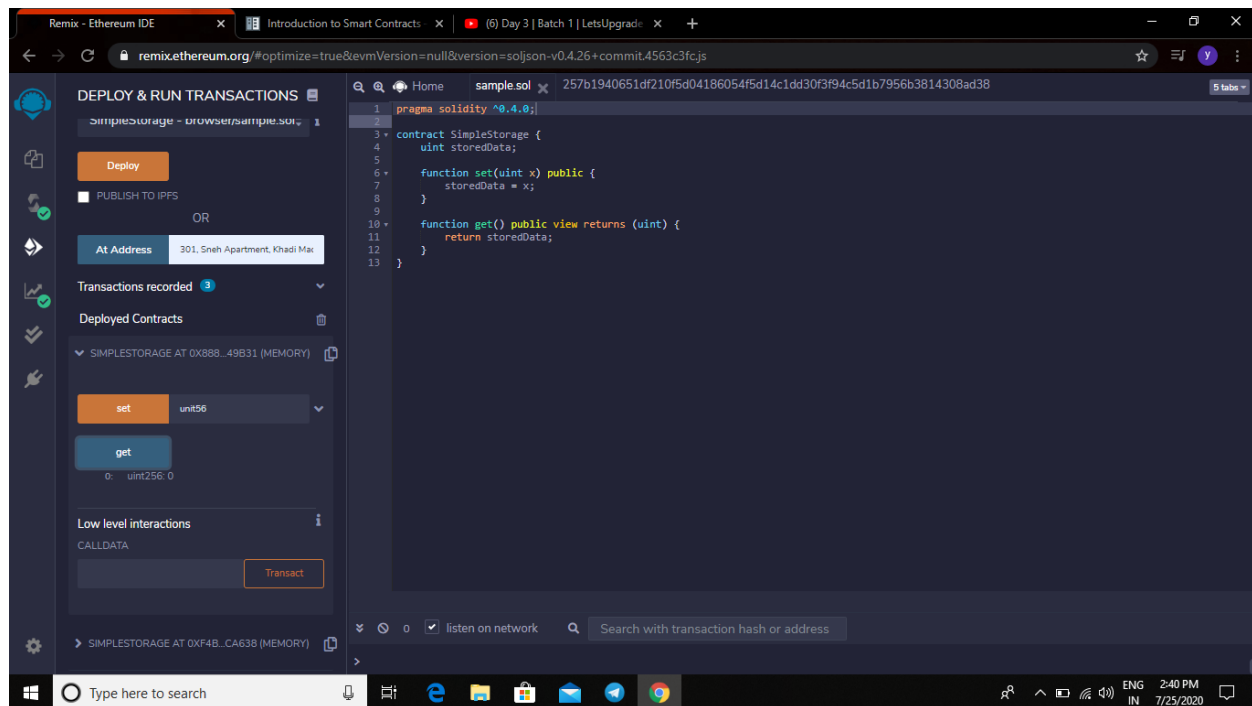 Remix - Ethereum IDE
Introduction to Smart Contracts -
(6) Day 3 | Batch 1 | LetsUpgrade
remix.ethereum.org/#optimize=true&evmVersion=null&version=soljson-v0.4.26+commit.4563c3fc.js
y
DEPLOY & RUN TRANSACTIONS
SimpleStorage - browser/sample.sol
Deploy
PUBLISH TO IPFS
OR
At Address
301, Sneh Apartment, Khadi Mac
Transactions recorded 3
Deployed Contracts
SIMPLESTORAGE AT 0X888...49B31 (MEMORY)
set
unit56
get
0: uint256: 0
Low level interactions
CALLDATA
Transact
SIMPLESTORAGE AT 0XF4B...CA638 (MEMORY)
Home
sample.sol
257b1940651df210f5d04186054f5d14c1dd30f3f94c5d1b7956b3814308ad38
5 tabs
1 pragma solidity ^0.4.0;
2
3 contract SimpleStorage {
4 uint storedData;
5
6 function set(uint x) public {
7 storedData = x;
8 }
9
10 function get() public view returns (uint) {
11 return storedData;
12 }
13 }
0 listen on network
Search with transaction hash or address
>
Type here to search
ENG
IN
2:40 PM
7/25/2020